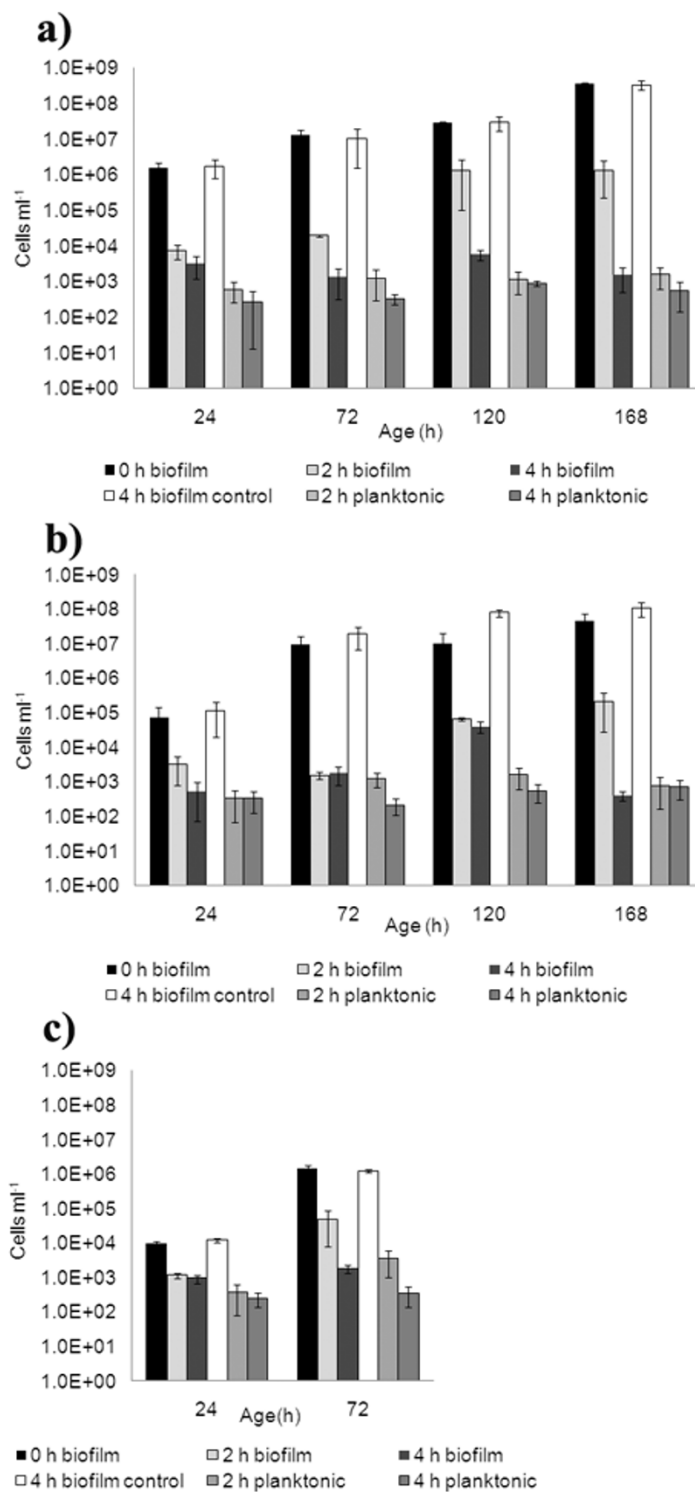 a)
1.0E+09
1.0E+08
1.0E+07
1.0E+06
1.0E+05
1.0E+04
1.0E+03
1.0E+02
1.0E+01
1.0E+00
Cells ml-1
24 72 120 168
Age (h)
0 h biofilm 2 h biofilm 4 h biofilm
4 h biofilm control 2 h planktonic 4 h planktonic
b)
1.0E+09
1.0E+08
1.0E+07
1.0E+06
1.0E+05
1.0E+04
1.0E+03
1.0E+02
1.0E+01
1.0E+00
Cells ml-1
24 72 120 168
Age (h)
0 h biofilm 2 h biofilm 4 h biofilm
4 h biofilm control 2 h planktonic 4 h planktonic
c)
1.0E+09
1.0E+08
1.0E+07
1.0E+06
1.0E+05
1.0E+04
1.0E+03
1.0E+02
1.0E+01
1.0E+00
Cells ml-1
24 72
Age(h)
0 h biofilm 2 h biofilm 4 h biofilm
4 h biofilm control 2 h planktonic 4 h planktonic